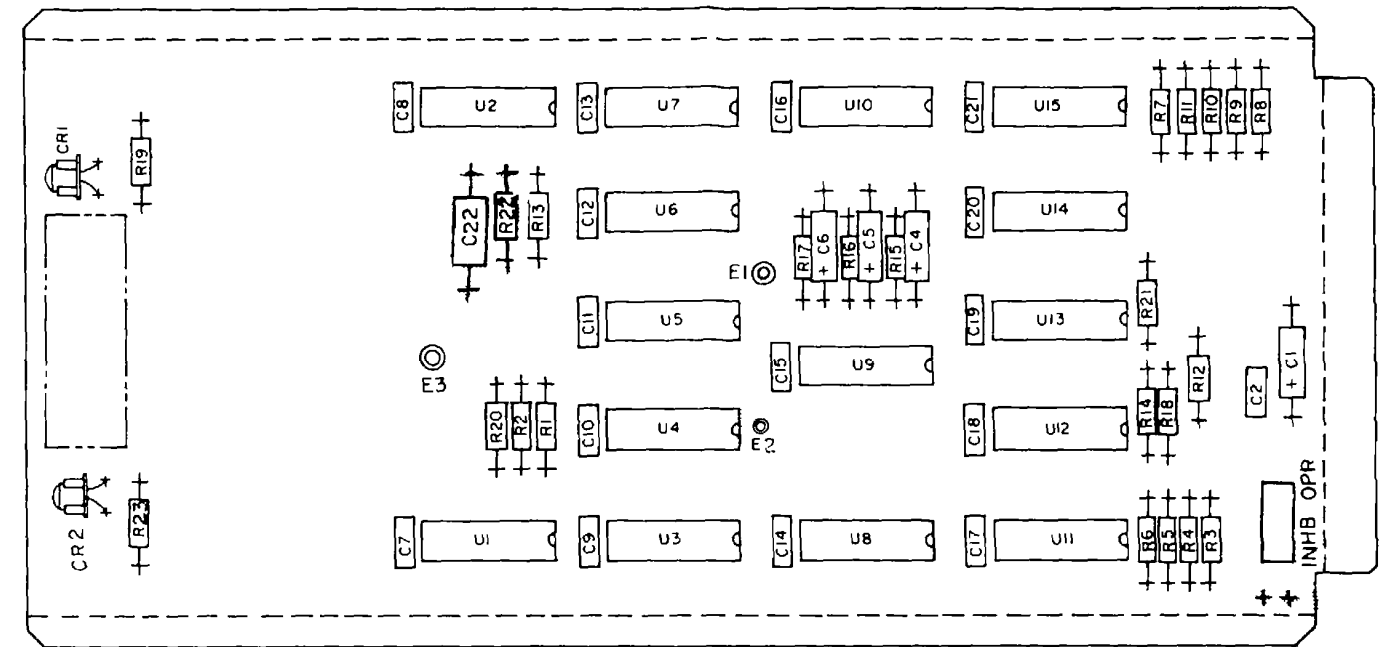 C8
U2
C13
U7
C16
U10
C21
U15
R7
R11
R10
R9
R8
CR1
R19
C22
R22
R13
C12
U6
R17
+ C6
R16
+ C5
R15
+ C4
C20
U14
E1
R21
C11
U5
C19
U13
E3
C15
U9
R12
C2
+ C1
R20
R2
R1
C10
U4
E2
C18
U12
R14
R18
CR2
R23
C7
U1
C9
U3
C14
U8
C17
U11
R6
R5
R4
R3
INHB OPR